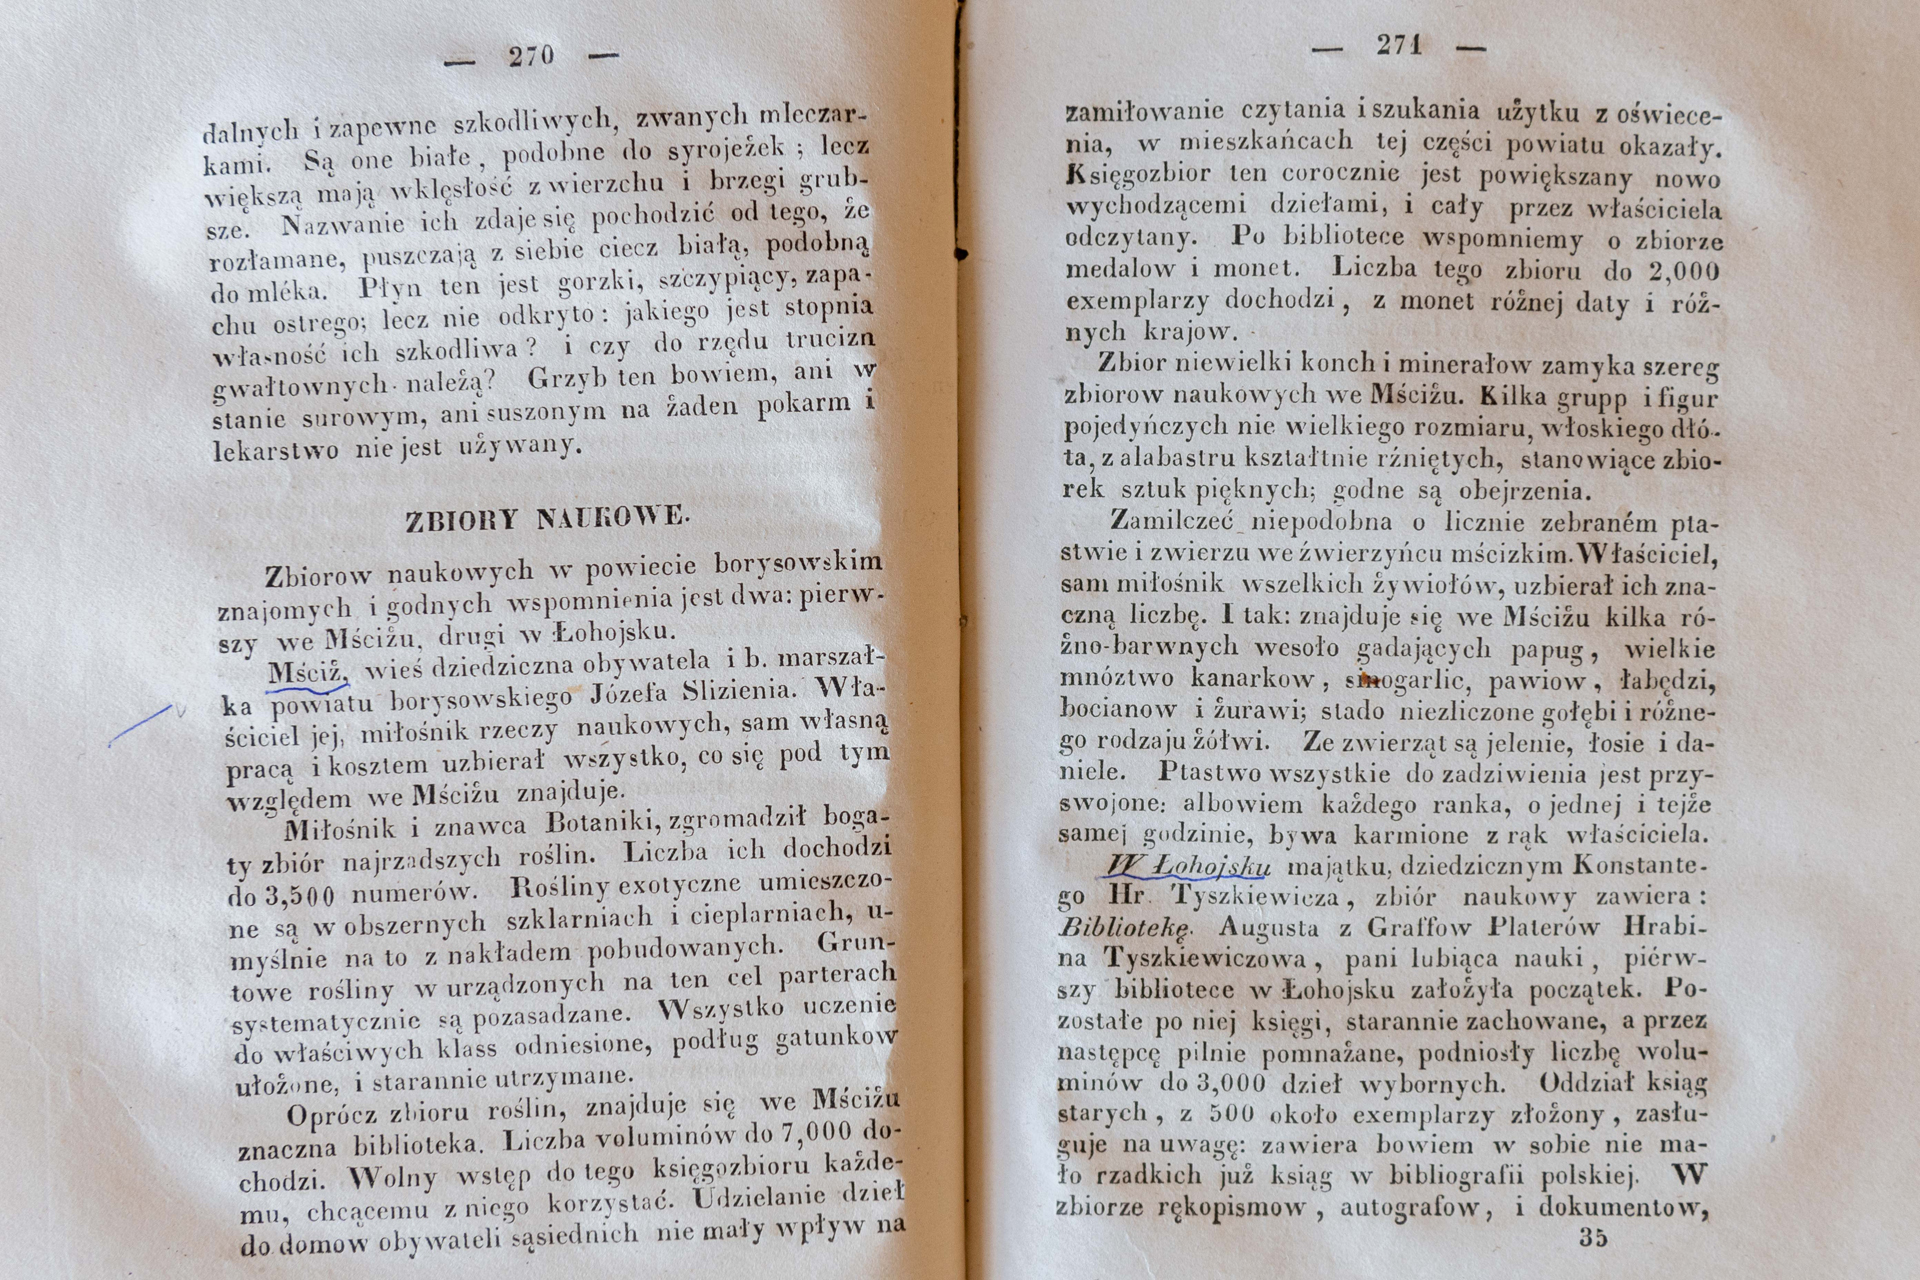 — 270 —
dalnych i zapewne szkodliwych, zwanych mleczar-
kami. Są one białe, podobne do syrojeżek; lecz
większą mają wklęsłość z wierzchu i brzegi grub-
sze. Nazwanie ich zdaje się pochodzić od tego, że
rozłamane, puszczają z siebie ciecz białą, podobną
do mléka. Płyn ten jest gorzki, szczypiący, zapa-
chu ostrego; lecz nie odkryto: jakiego jest stopnia
własność ich szkodliwa? i czy do rzędu trucizn
gwałtownych należą? Grzyb ten bowiem, ani w
stanie surowym, ani suszonym na żaden pokarm i
lekarstwo nie jest używany.
ZBIORY NAUKOWE.
Zbiorow naukowych w powiecie borysowskim
znajomych i godnych wspomnienia jest dwa: pierw-
szy we Mściżu, drugi w Łohojsku.
Mściż, wieś dziedziczna obywatela i b. marszał-
ka powiatu borysowskiego Józefa Slizienia. Wła-
ściciel jej, miłośnik rzeczy naukowych, sam własną
pracą i kosztem uzbierał wszystko, co się pod tym
względem we Mściżu znajduje.
Miłośnik i znawca Botaniki, zgromadził boga-
ty zbiór najrzadszych roślin. Liczba ich dochodzi
do 3,500 numerów. Rośliny exotyczne umieszczo-
ne są w obszernych szklarniach i cieplarniach, u-
myślnie na to z nakładem pobudowanych. Grun-
towe rośliny w urządzonych na ten cel parterach
systematycznie są pozasadzane. Wszystko uczenie
do właściwych klass odniesione, podług gatunkow
ułożone, i starannie utrzymane.
Oprócz zbioru roślin, znajduje się we Mściżu
znaczna biblioteka. Liczba voluminów do 7,000 do-
chodzi. Wolny wstęp do tego księgozbioru każde-
mu, chcącemu z niego korzystać. Udzielanie dzieł
do domow obywateli sąsiednich nie mały wpływ na
— 271 —
zamiłowanie czytania i szukania użytku z oświece-
nia, w mieszkańcach tej części powiatu okazały.
Księgozbior ten corocznie jest powiększany nowo
wychodzącemi dziełami, i cały przez właściciela
odczytany. Po bibliotece wspomniemy o zbiorze
medalow i monet. Liczba tego zbioru do 2,000
exemplarzy dochodzi, z monet różnej daty i róż-
nych krajow.
Zbior niewielki konch i minerałow zamyka szereg
zbiorow naukowych we Mściżu. Kilka grupp i figur
pojedyńczych nie wielkiego rozmiaru, włoskiego dłó-
ta, z alabastru kształtnie rźniętych, stanowiące zbio-
rek sztuk pięknych; godne są obejrzenia.
Zamilczeć niepodobna o licznie zebraném pta-
stwie i zwierzu we źwierzyńcu mścizkim. Właściciel,
sam miłośnik wszelkich żywiołów, uzbierał ich zna-
czną liczbę. I tak: znajduje się we Mściżu kilka ró-
żno-barwnych wesoło gadających papug, wielkie
mnóztwo kanarkow, sinogarlic, pawiow, łabędzi,
bocianow i żurawi; stado niezliczone gołębi i różne-
go rodzaju żółwi. Ze zwierząt są jelenie, łosie i da-
niele. Ptastwo wszystkie do zadziwienia jest przy-
swojone: albowiem każdego ranka, o jednej i tejże
samej godzinie, bywa karmione z rąk właściciela.
W Łohojsku majątku, dziedzicznym Konstante-
go Hr. Tyszkiewicza, zbiór naukowy zawiera:
Bibliotekę. Augusta z Graffow Platerów Hrabi-
na Tyszkiewiczowa, pani lubiąca nauki, piérw-
szy bibliotece w Łohojsku założyła początek. Po-
zostałe po niej księgi, starannie zachowane, a przez
następcę pilnie pomnażane, podniosły liczbę wolu-
minów do 3,000 dzieł wybornych. Oddział ksiąg
starych, z 500 około exemplarzy złożony, zasłu-
guje na uwagę: zawiera bowiem w sobie nie ma-
ło rzadkich już ksiąg w bibliografii polskiej. W
zbiorze rękopismow, autografow, i dokumentow,
35